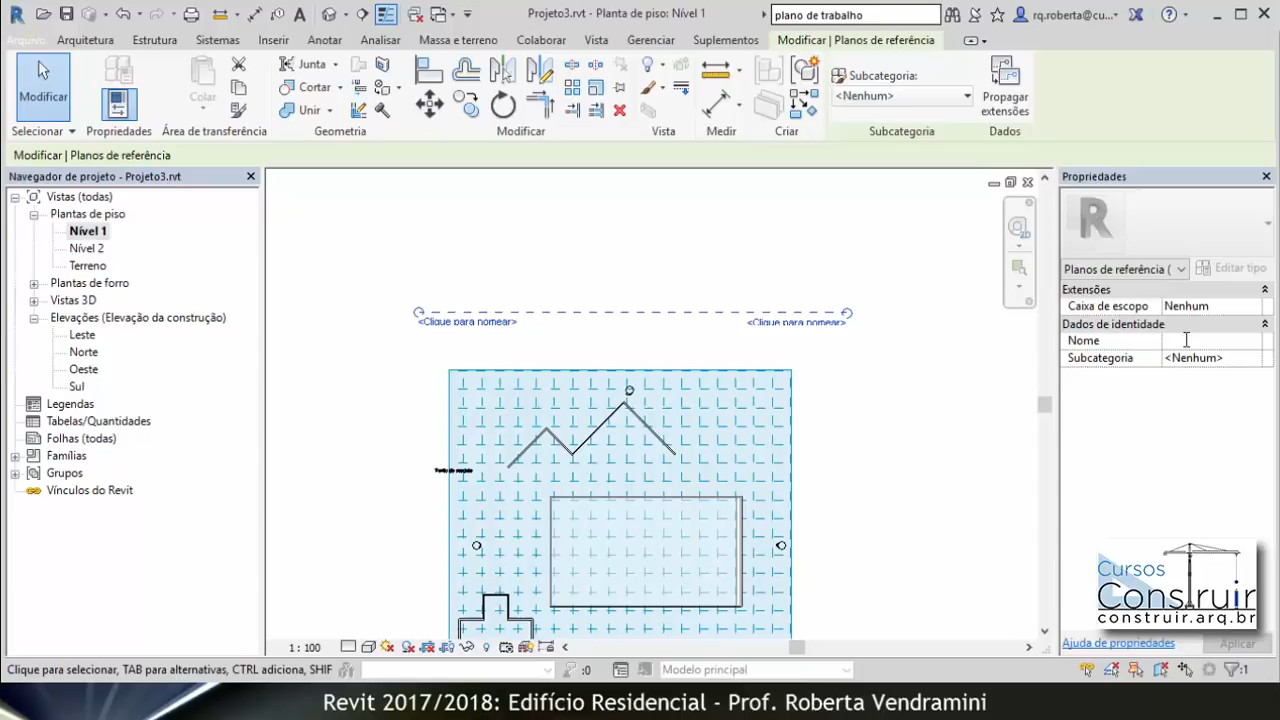 Projeto3.rvt - Planta de piso: Nível 1
plano de trabalho
rq.roberta@cu...
Arquivo Arquitetura Estrutura Sistemas Inserir Anotar Analisar Massa e terreno Colaborar Vista Gerenciar Suplementos Modificar | Planos de referência
Modificar
Colar
Junta
Cortar
Unir
Subcategoria:
<Nenhum>
Propagar
extensões
Selecionar Propriedades Área de transferência Geometria Modificar Vista Medir Criar Subcategoria Dados
Modificar | Planos de referência
Navegador de projeto - Projeto3.rvt
Vistas (todas)
Plantas de piso
Nível 1
Nível 2
Terreno
Plantas de forro
Vistas 3D
Elevações (Elevação da construção)
Leste
Norte
Oeste
Sul
Legendas
Tabelas/Quantidades
Folhas (todas)
Famílias
Grupos
Vínculos do Revit
2D
<Clique para nomear> <Clique para nomear>
Propriedades
R
Planos de referência ( Editar tipo
Extensões
Caixa de escopo Nenhum
Dados de identidade
Nome
Subcategoria <Nenhum>
Cursos
Construir
construir.arq.br
Ajuda de propriedades Aplicar
1 : 100
Clique para selecionar, TAB para alternativas, CTRL adiciona, SHIF
:0
Modelo principal
:1
Revit 2017/2018: Edifício Residencial - Prof. Roberta Vendramini